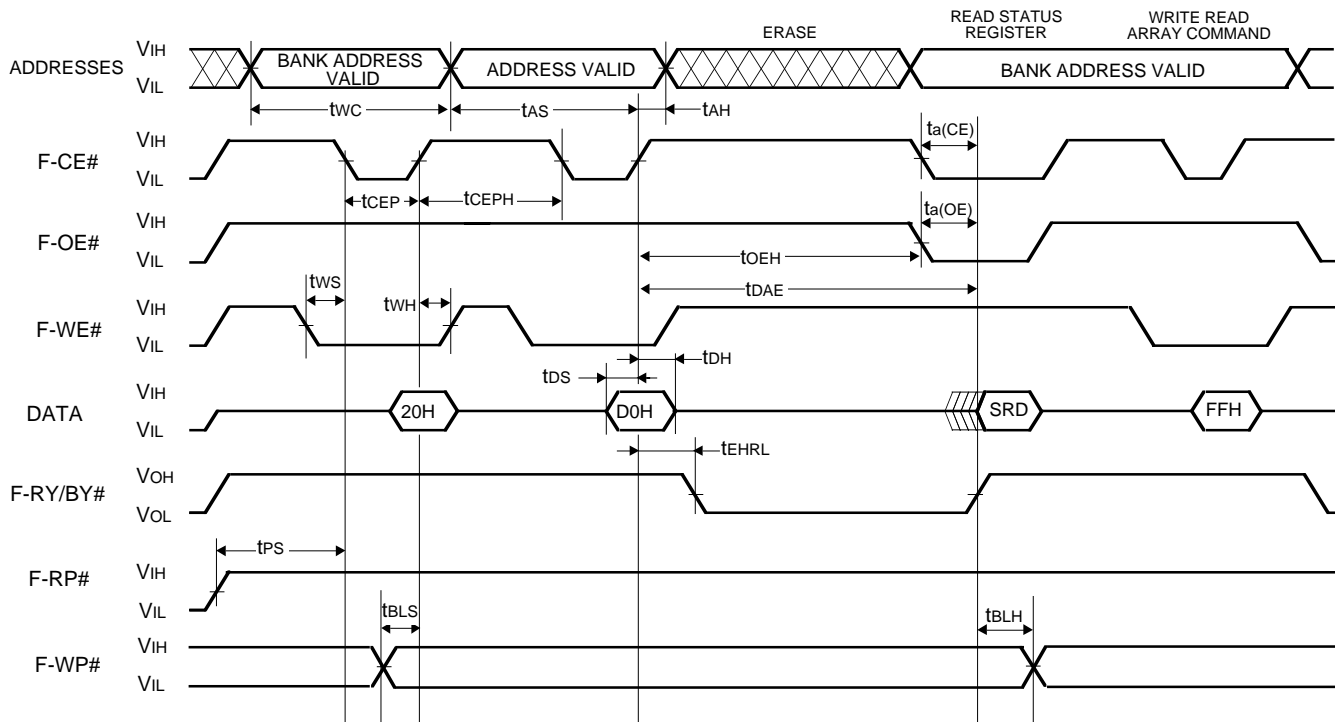 ERASE
READ STATUS
REGISTER
WRITE READ
ARRAY COMMAND
ADDRESSES
VIH
VIL
BANK ADDRESS
VALID
ADDRESS VALID
BANK ADDRESS VALID
tWC
tAS
tAH
F-CE#
VIH
VIL
ta(CE)
tCEP
tCEPH
F-OE#
VIH
VIL
ta(OE)
tOEH
tDAE
F-WE#
VIH
VIL
tWS
tWH
tDH
tDS
DATA
VIH
VIL
20H
D0H
SRD
FFH
tEHRL
F-RY/BY#
VOH
VOL
tPS
F-RP#
VIH
VIL
tBLS
tBLH
F-WP#
VIH
VIL